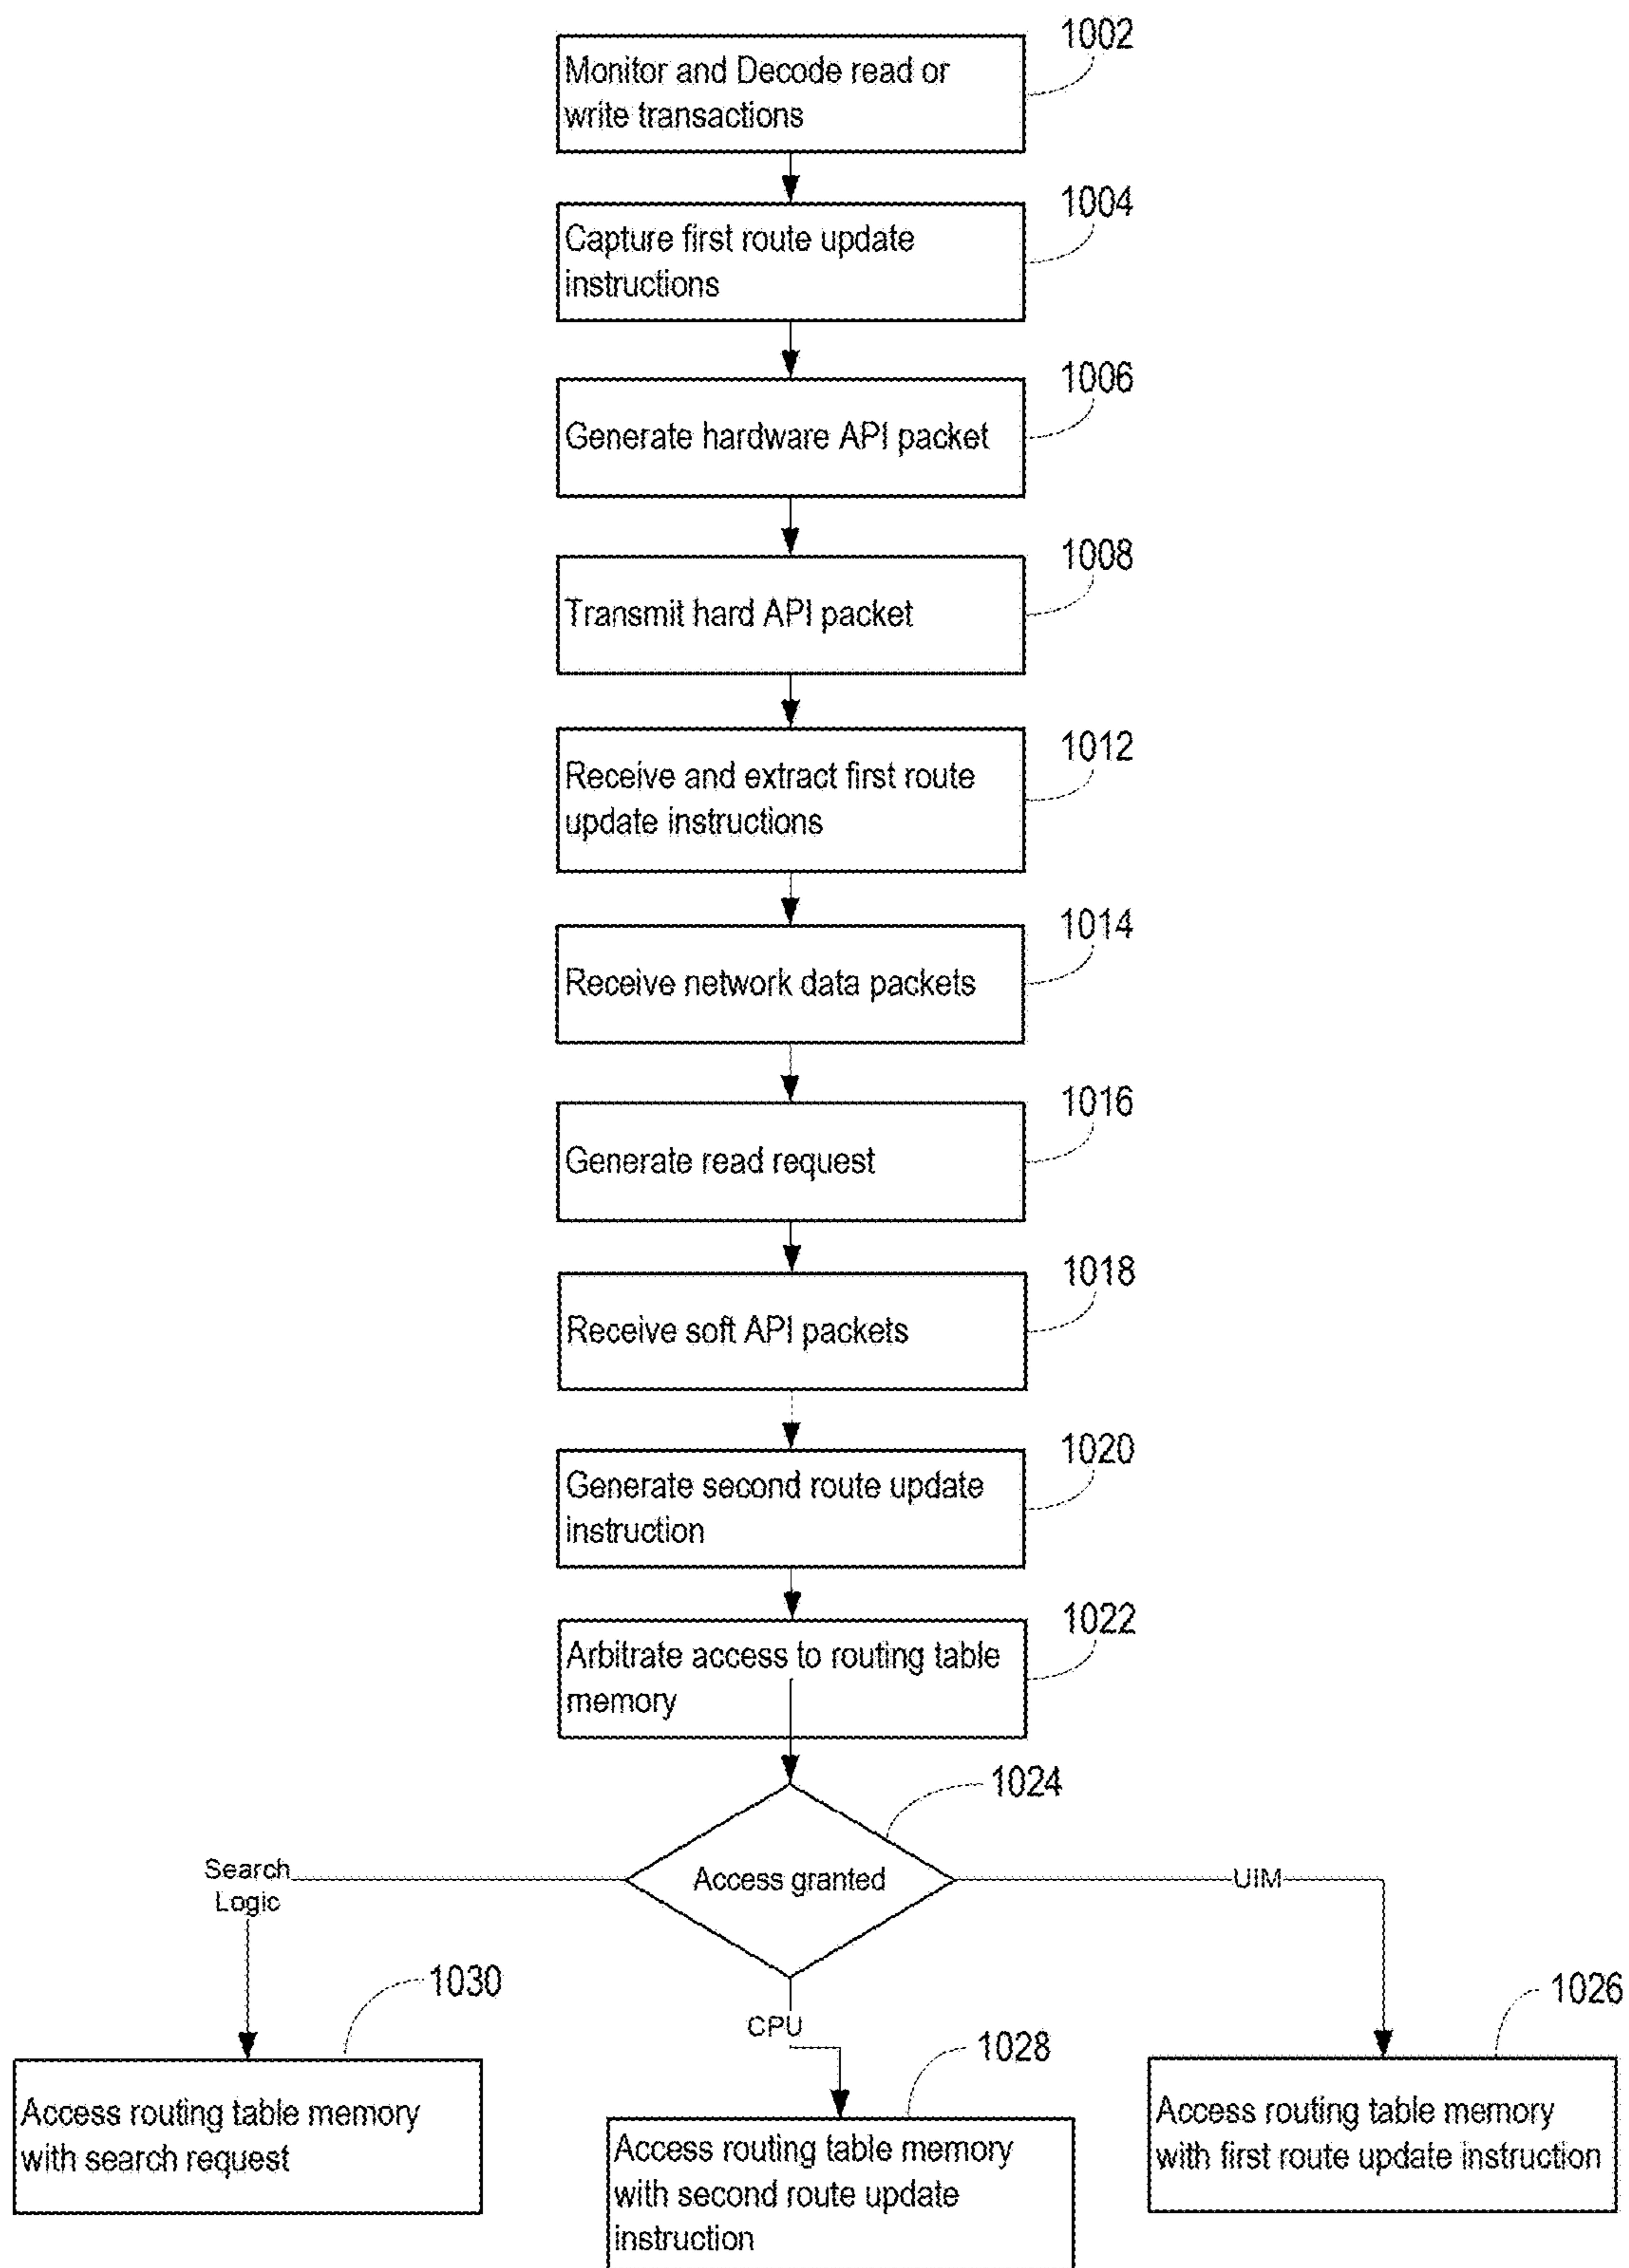 1002
Monitor and Decode read or
write transactions
1004
Capture first route update
instructions
1006
Generate hardware API packet
1008
Transmit hard API packet
1012
Receive and extract first route
update instructions
1014
Receive network data packets
1016
Generate read request
1018
Receive soft API packets
1020
Generate second route update
instruction
1022
Arbitrate access to routing table
memory
1024
Access granted
Search
Logic
UIM
CPU
1030
Access routing table memory
with search request
1028
Access routing table memory
with second route update
instruction
1026
Access routing table memory
with first route update instruction